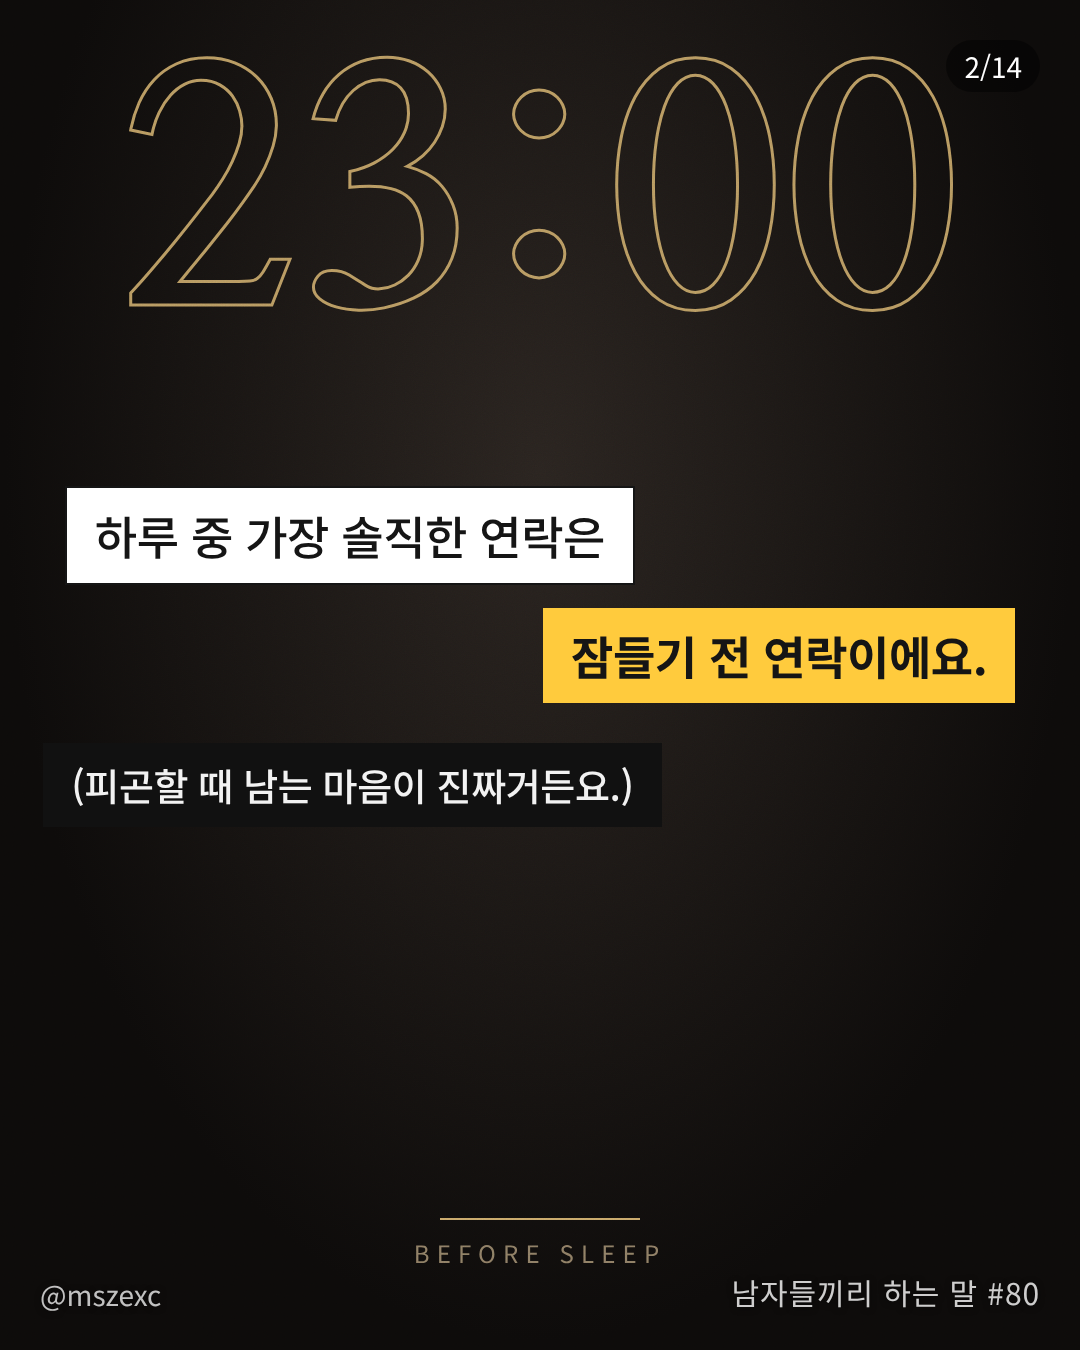 23:00
2/14
하루 중 가장 솔직한 연락은
잠들기 전 연락이에요.
(피곤할 때 남는 마음이 진짜거든요.)
BEFORE SLEEP
@mszexc
남자들끼리 하는 말 #80